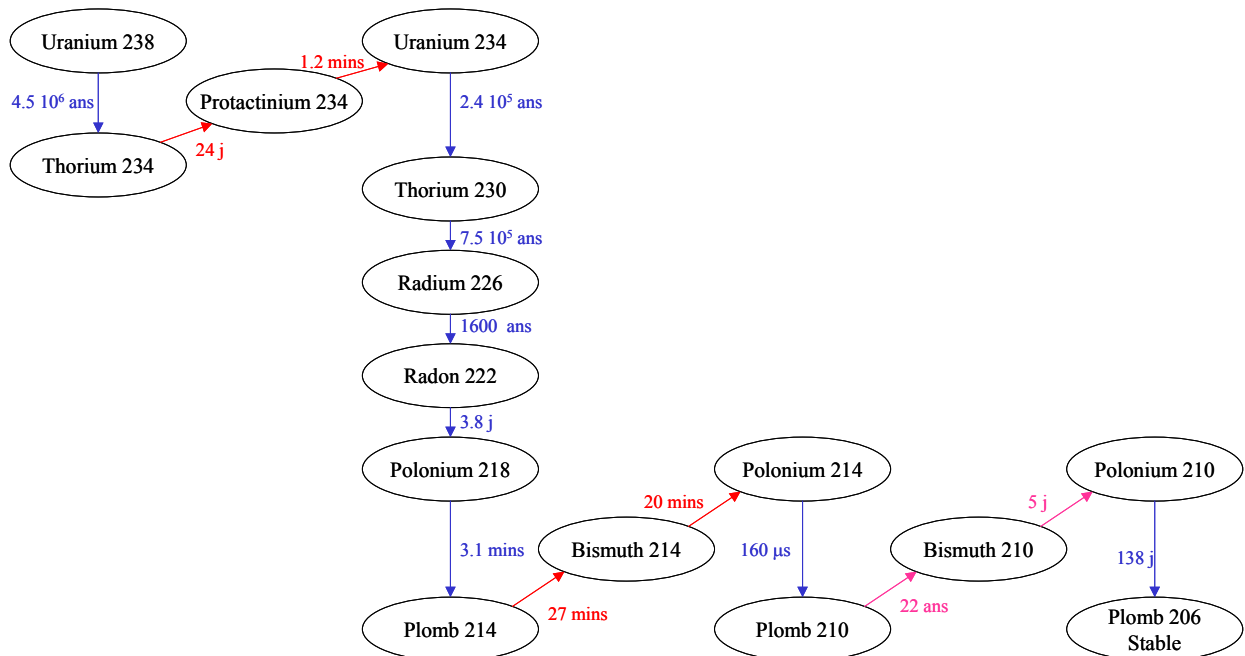 Uranium 238
4.5 10⁶ ans
Thorium 234
24 j
Protactinium 234
1.2 mins
Uranium 234
2.4 10⁵ ans
Thorium 230
7.5 10⁵ ans
Radium 226
1600 ans
Radon 222
3.8 j
Polonium 218
3.1 mins
Plomb 214
27 mins
Bismuth 214
20 mins
Polonium 214
160 μs
Plomb 210
22 ans
Bismuth 210
5 j
Polonium 210
138 j
Plomb 206
Stable